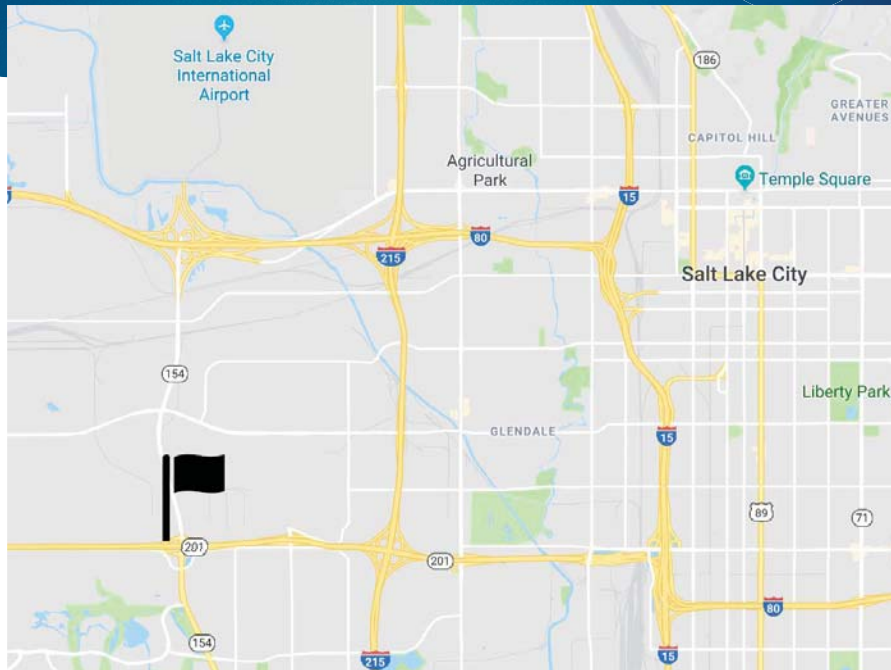 Salt Lake City
International
Airport
186
GREATER
AVENUES
CAPITOL HILL
Agricultural
Park
Temple Square
15
80
215
Salt Lake City
154
Liberty Park
GLENDALE
15
89
71
201
201
80
154
215
15